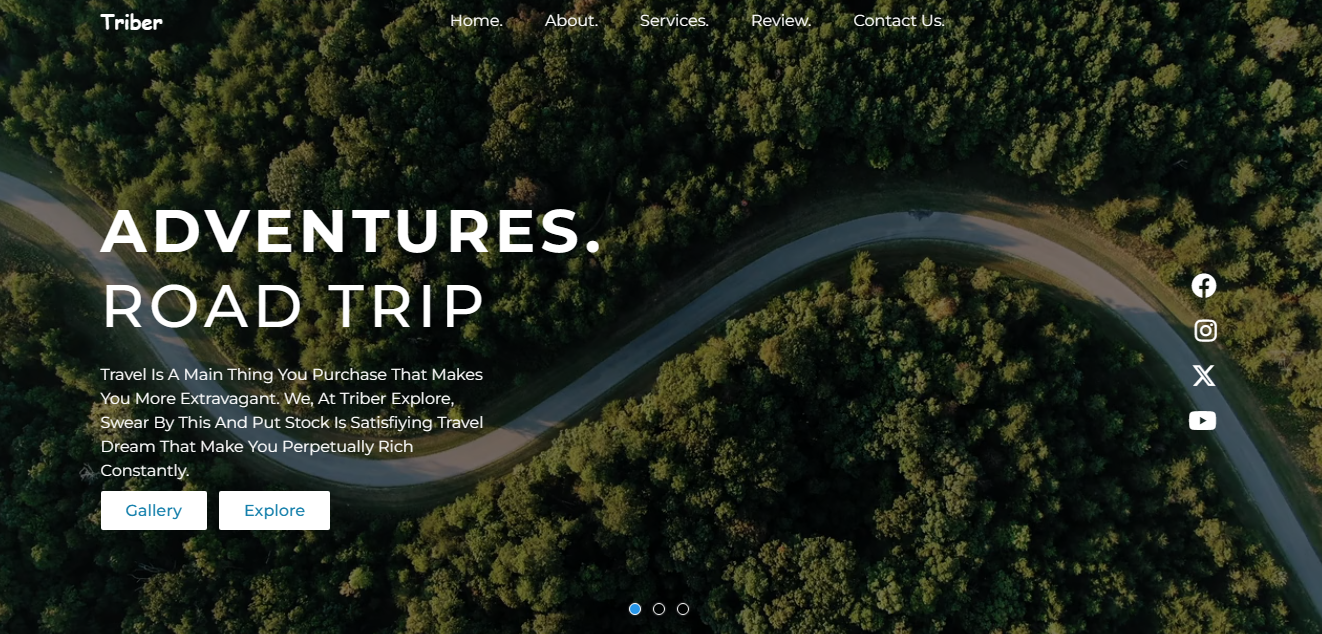 Triber
Home. About. Services. Review. Contact Us.
ADVENTURES.
ROAD TRIP
Travel Is A Main Thing You Purchase That Makes
You More Extravagant. We, At Triber Explore,
Swear By This And Put Stock Is Satisfiying Travel
Dream That Make You Perpetually Rich
Constantly.
Gallery Explore